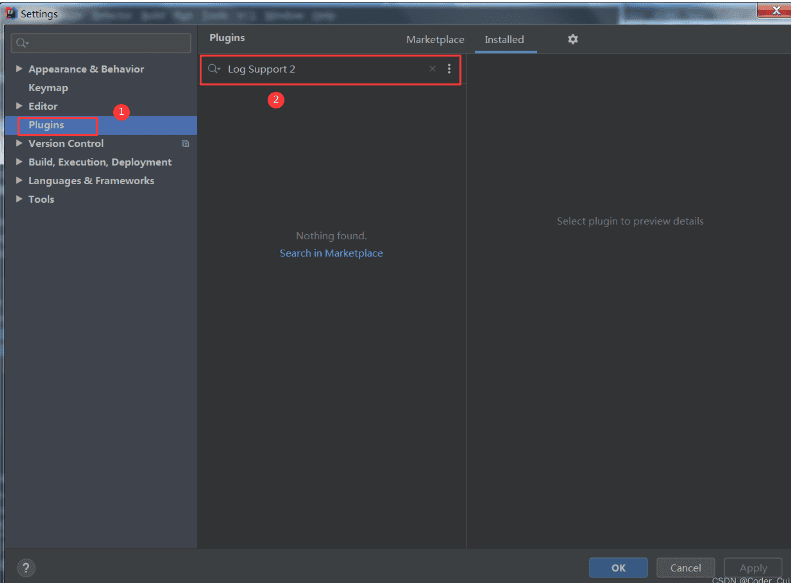 Settings
Plugins
Marketplace
Installed
Appearance & Behavior
Keymap
Editor
Plugins
Version Control
Build, Execution, Deployment
Languages & Frameworks
Tools
1
Log Support 2
2
Nothing found.
Search in Marketplace
Select plugin to preview details
?
OK
Cancel
Apply
CSDN @Coder_Cui